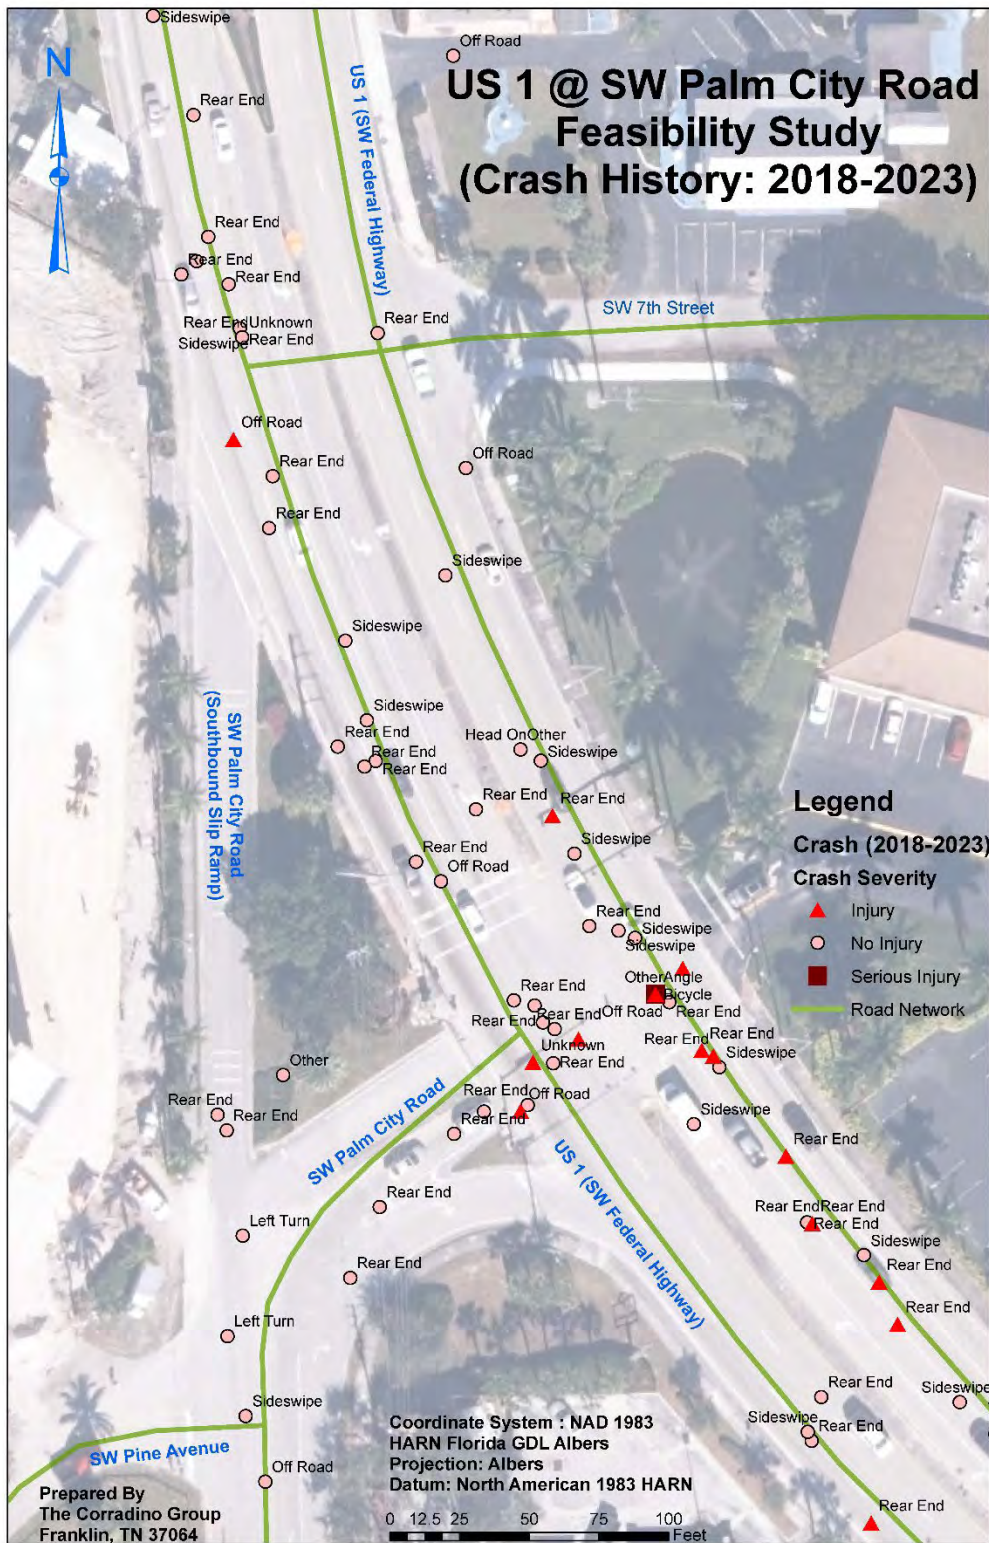 Sideswipe
N
Off Road
US 1 @ SW Palm City Road
Feasibility Study
(Crash History: 2018-2023)
US 1 (SW Federal Highway)
Rear End
Rear End
Rear End
Rear End
SW 7th Street
Rear End
Unknown
Rear End
Sideswipe
Rear End
Off Road
Rear End
Off Road
Rear End
Sideswipe
Sideswipe
Sideswipe
SW Palm City Road
(Southbound Slip Ramp)
Rear End
Head On
Other
Rear End
Sideswipe
Rear End
Rear End
Rear End
Legend
Crash (2018-2023)
Crash Severity
Injury
No Injury
Serious Injury
Road Network
Sideswipe
Rear End
Off Road
Rear End
Sideswipe
Sideswipe
Other
Angle
Bicycle
Rear End
Off Road
Rear End
Rear End
Rear End
Rear End
Rear End
Unknown
Sideswipe
Rear End
Other
Rear End
Off Road
Rear End
Rear End
Rear End
Sideswipe
SW Palm City Road
Rear End
Rear End
Rear End
Rear End
Rear End
Left Turn
US 1 (SW Federal Highway)
Sideswipe
Rear End
Rear End
Rear End
Left Turn
Rear End
Sideswipe
Sideswipe
Sideswipe
Rear End
SW Pine Avenue
Off Road
Rear End
Coordinate System : NAD 1983
HARN Florida GDL Albers
Projection: Albers
Datum: North American 1983 HARN
Prepared By
The Corradino Group
Franklin, TN 37064
0 12.5 25 50 75 100
Feet